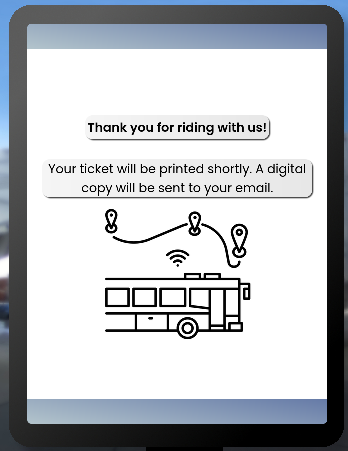 Thank you for riding with us!
Your ticket will be printed shortly. A digital
copy will be sent to your email.